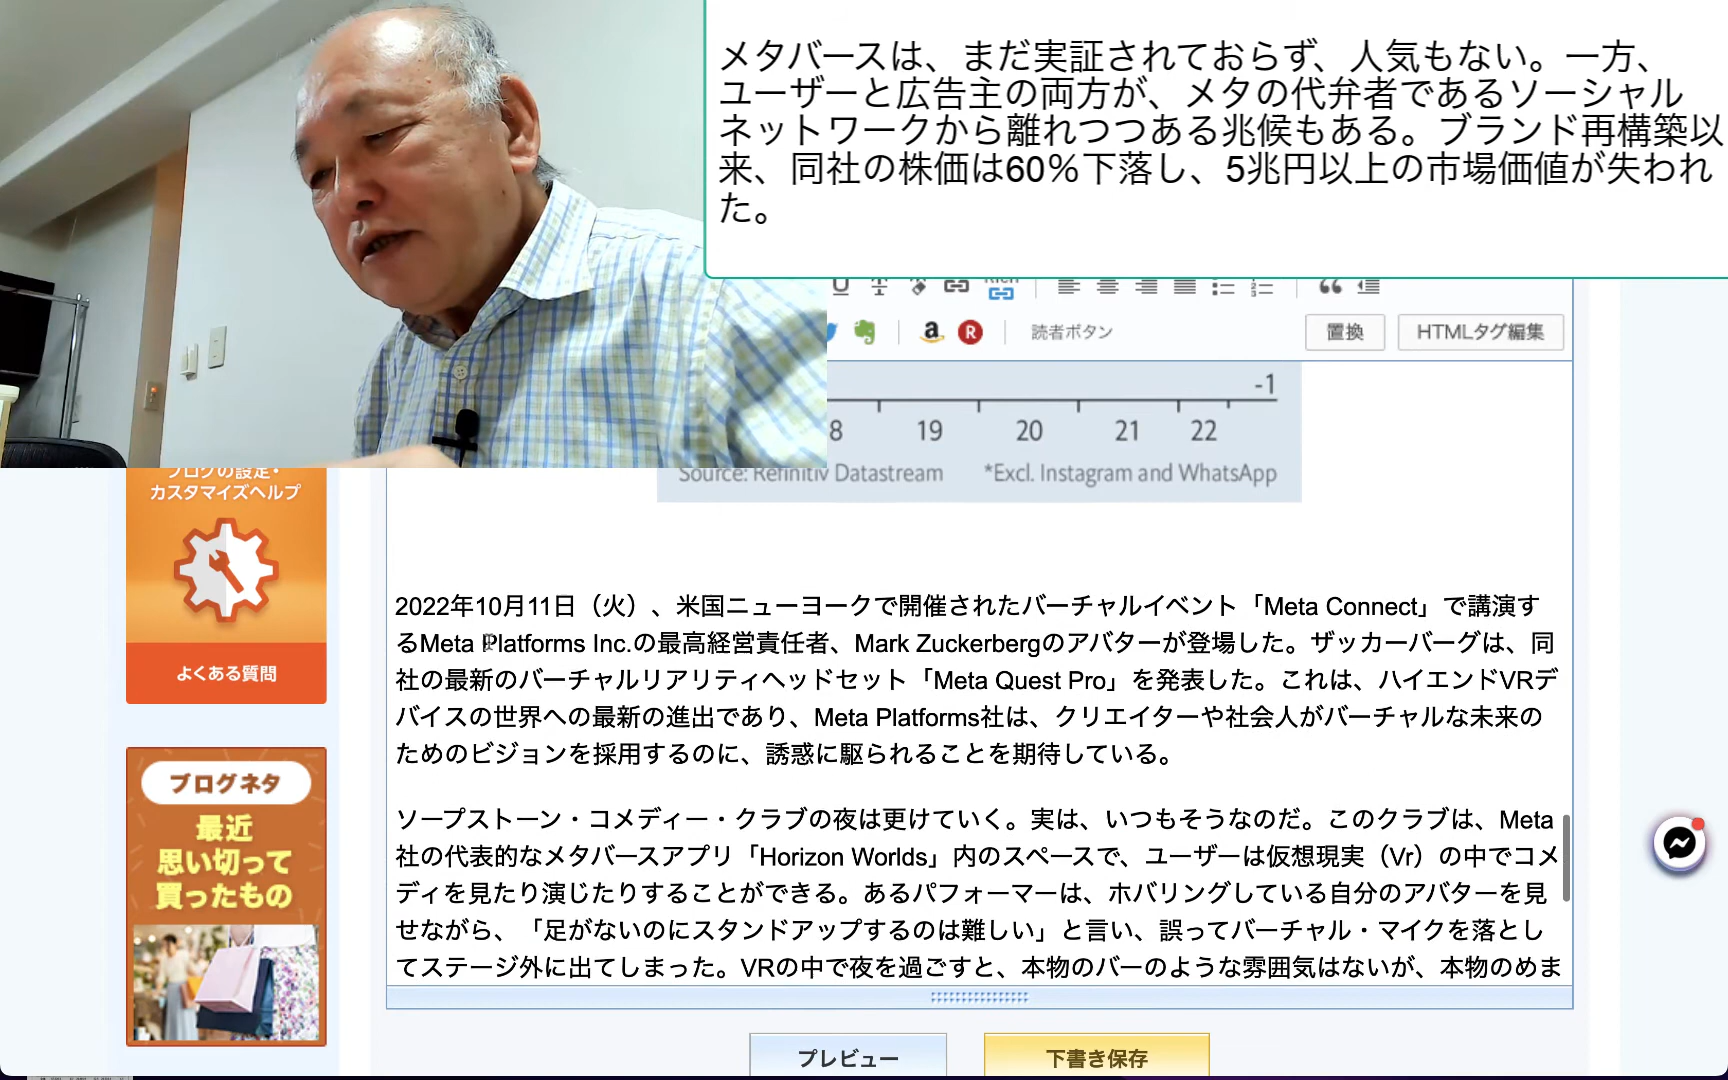 メタバースは、まだ実証されておらず、人気もない。一方、
ユーザーと広告主の両方が、メタの代弁者であるソーシャル
ネットワークから離れつつある兆候もある。ブランド再構築以
来、同社の株価は60％下落し、5兆円以上の市場価値が失われ
た。
読者ボタン
置換
HTMLタグ編集
-1
8 19 20 21 22
Source: Refinitiv Datastream *Excl. Instagram and WhatsApp
ブログの設定・
カスタマイズヘルプ
よくある質問
ブログネタ
最近
思い切って
買ったもの
2022年10月11日（火）、米国ニューヨークで開催されたバーチャルイベント「Meta Connect」で講演す
るMeta Platforms Inc.の最高経営責任者、Mark Zuckerbergのアバターが登場した。ザッカーバーグは、同
社の最新のバーチャルリアリティヘッドセット「Meta Quest Pro」を発表した。これは、ハイエンドVRデ
バイスの世界への最新の進出であり、Meta Platforms社は、クリエイターや社会人がバーチャルな未来の
ためのビジョンを採用するのに、誘惑に駆られることを期待している。
ソープストーン・コメディー・クラブの夜は更けていく。実は、いつもそうなのだ。このクラブは、Meta
社の代表的なメタバースアプリ「Horizon Worlds」内のスペースで、ユーザーは仮想現実（Vr）の中でコメ
ディを見たり演じたりすることができる。あるパフォーマーは、ホバリングしている自分のアバターを見
せながら、「足がないのにスタンドアップするのは難しい」と言い、誤ってバーチャル・マイクを落とし
てステージ外に出てしまった。VRの中で夜を過ごすと、本物のバーのような雰囲気はないが、本物のめま
プレビュー
下書き保存